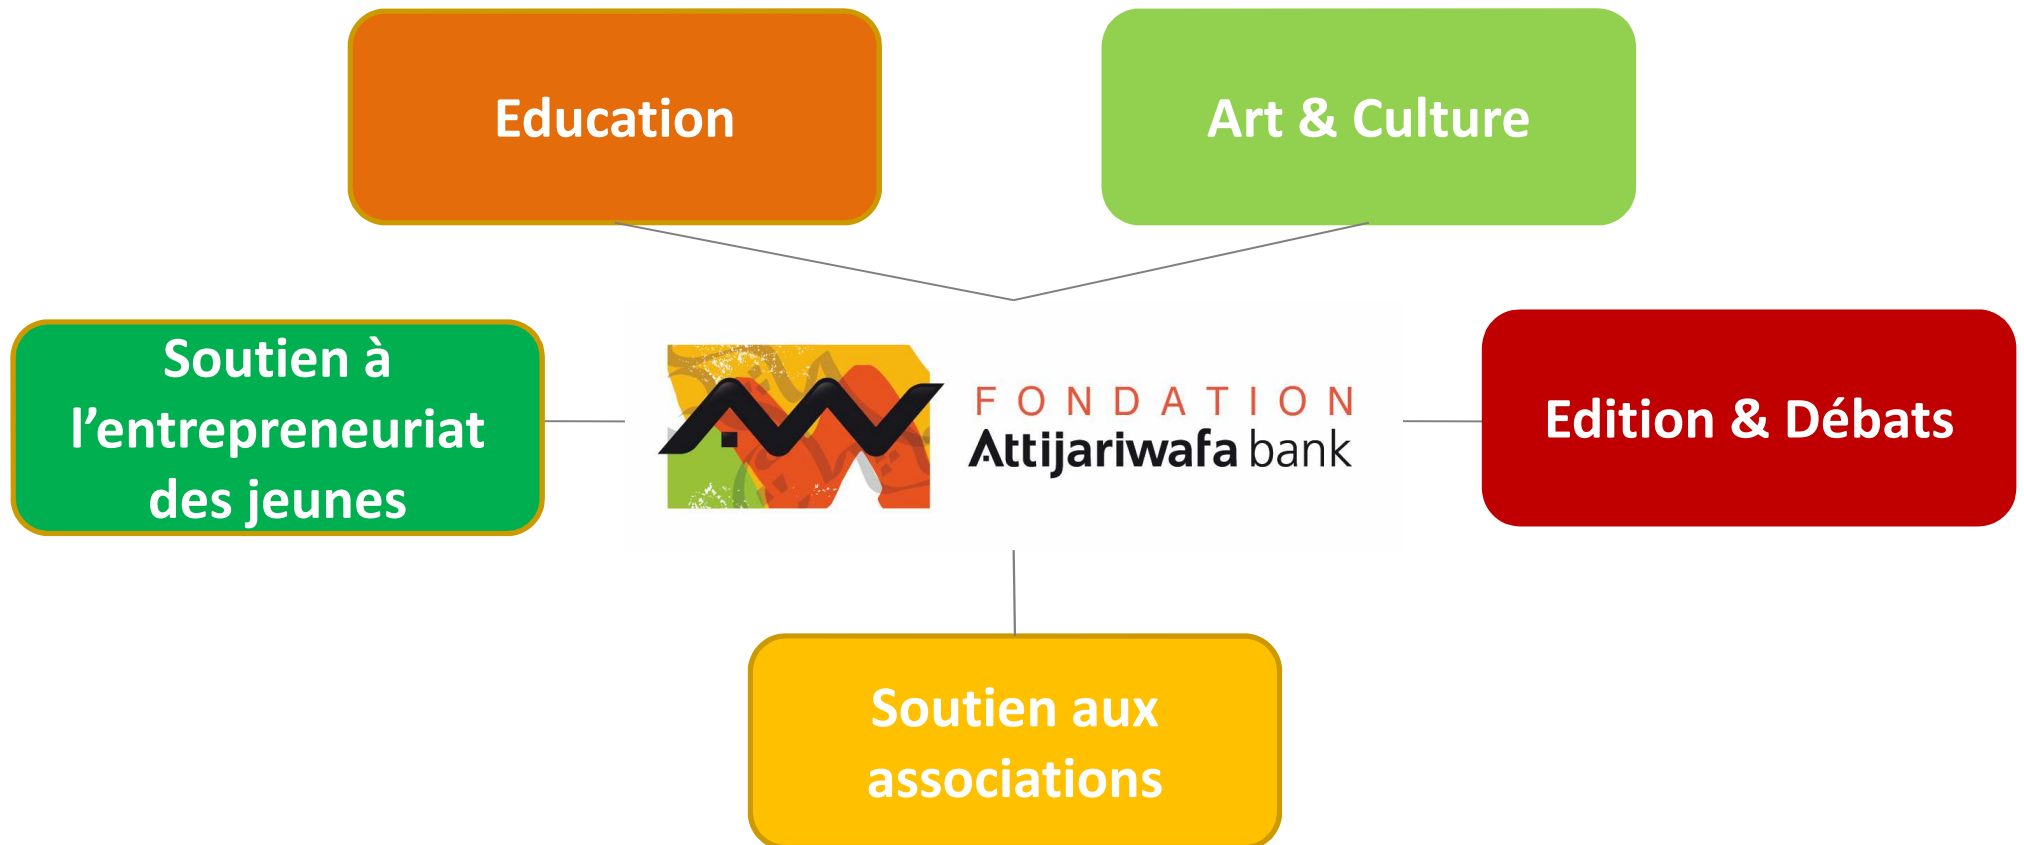 Education
Art & Culture
Soutien à
l’entrepreneuriat
des jeunes
FONDATION
Attijariwafa bank
Edition & Débats
Soutien aux
associations